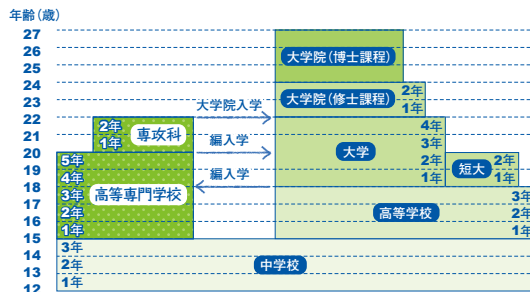 年齢(歳)
27
26
25
24
23
22
21
20
19
18
17
16
15
14
13
12
大学院(博士課程)
大学院入学
大学院(修士課程)
2年
1年
2年
1年
専攻科
編入学
4年
3年
2年
1年
大学
5年
4年
3年
2年
1年
高等専門学校
編入学
短大
2年
1年
高等学校
3年
2年
1年
3年
2年
1年
中学校